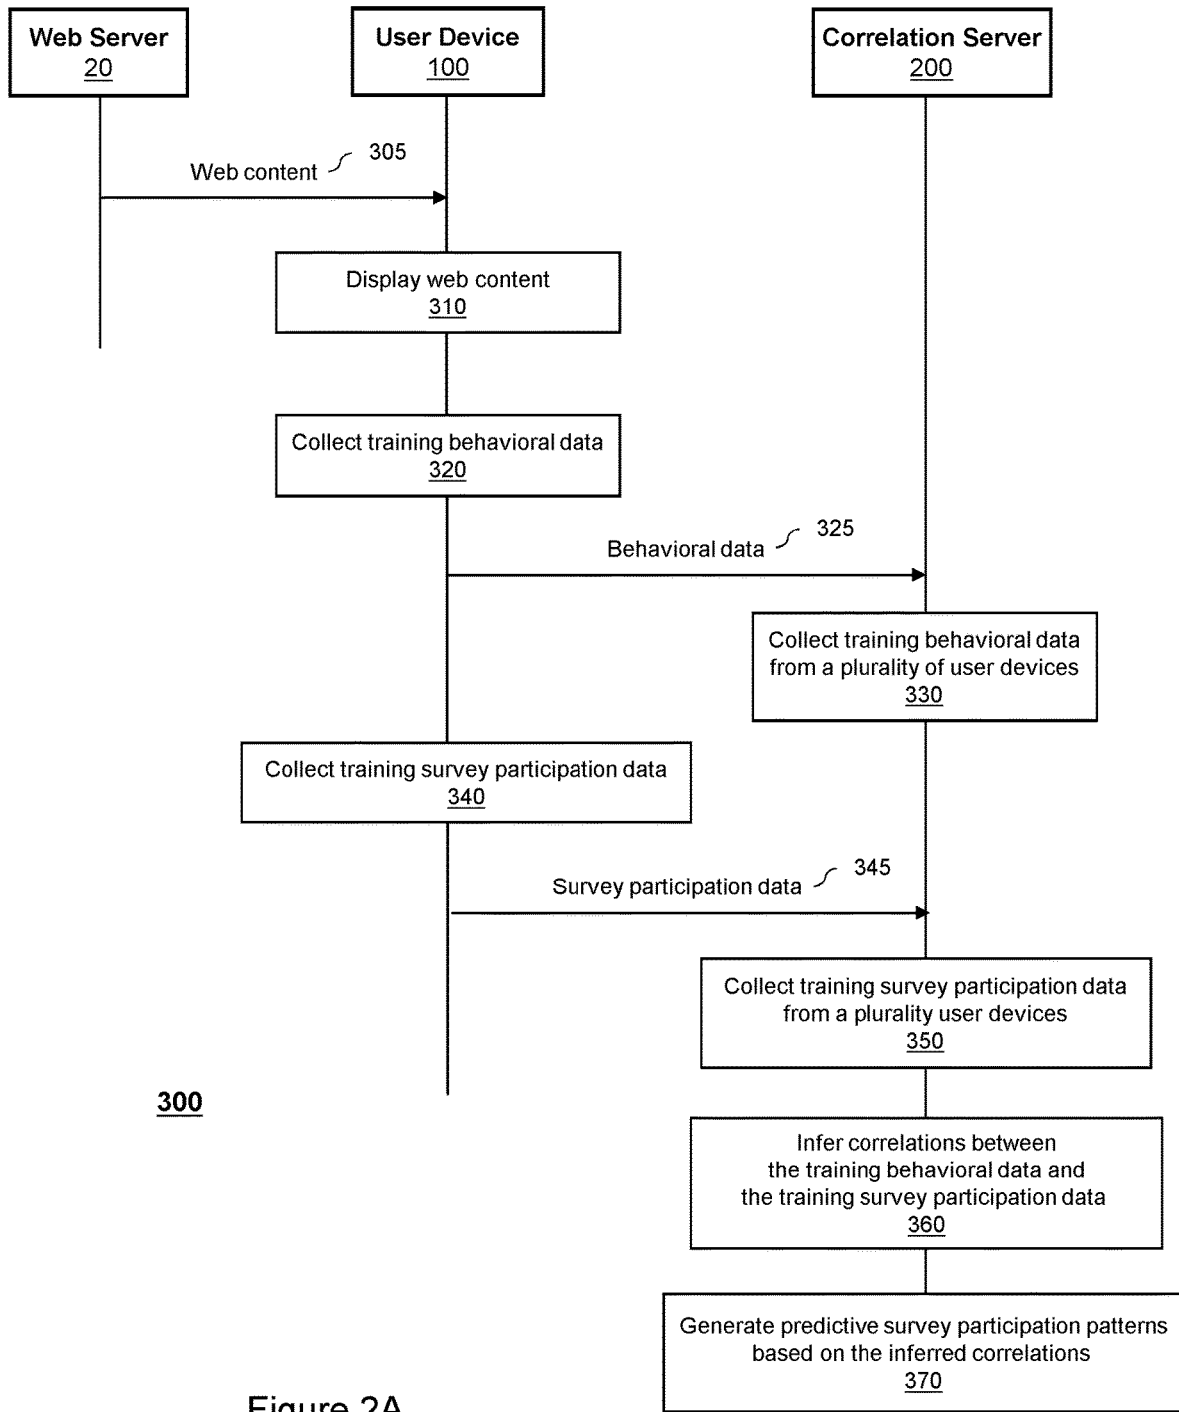 Web Server
20
User Device
100
Correlation Server
200
305
Web content
Display web content
310
Collect training behavioral data
320
325
Behavioral data
Collect training behavioral data
from a plurality of user devices
330
Collect training survey participation data
340
345
Survey participation data
Collect training survey participation data
from a plurality user devices
350
300
Infer correlations between
the training behavioral data and
the training survey participation data
360
Generate predictive survey participation patterns
based on the inferred correlations
370
Figure 2A